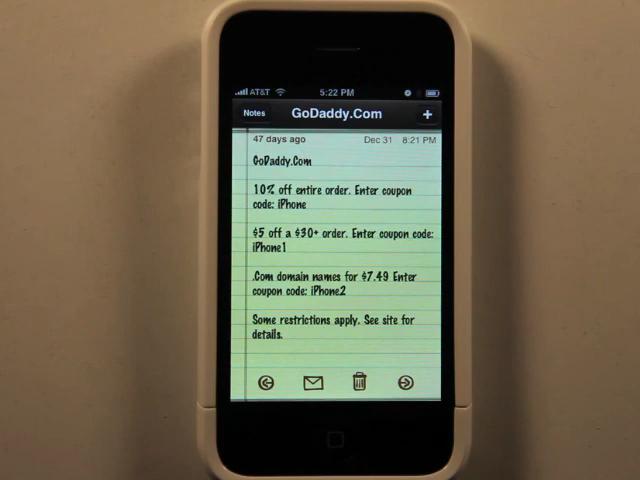 AT&T 5:22 PM
Notes GoDaddy.Com +
47 days ago Dec 31 8:21 PM
GoDaddy.Com
10% off entire order. Enter coupon
code: iPhone
$5 off a $30+ order. Enter coupon code:
iPhone1
.Com domain names for $7.49 Enter
coupon code: iPhone2
Some restrictions apply. See site for
details.